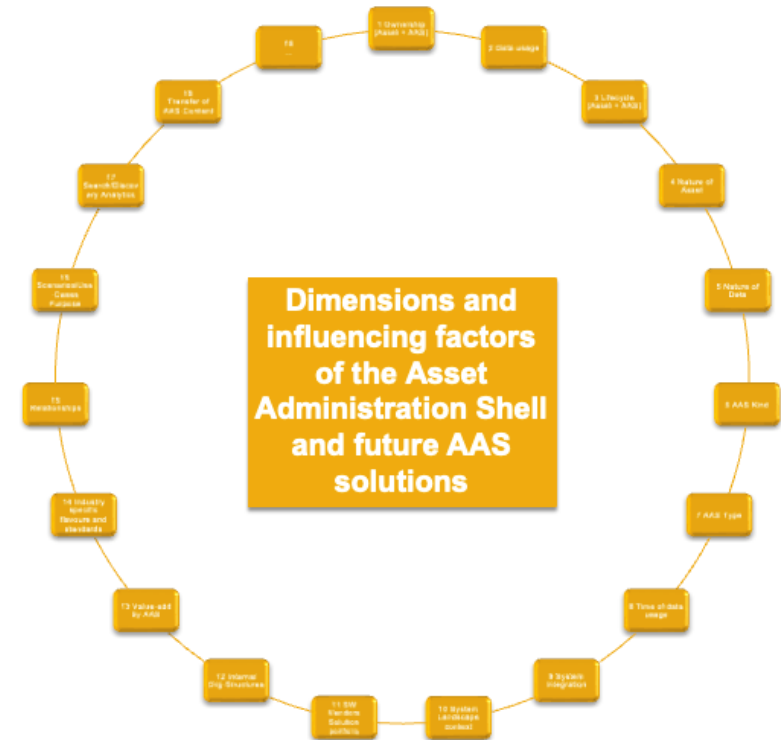 1 Ownership
(Asset + AAS)
2 Data usage
3 Lifecycle
(Asset + AAS)
4 Nature of
Asset
5 Nature of
Data
6 AAS Kind
7 AAS Type
8 Time of data
usage
9 System
Integration
10 System
Landscape
context
11 SW
Vendors
Solution
12 Internal
Org Structures
13 Value-add
by AAS
14 Industry
specific
flavours and
standards
15
Relationships
16
Scenarios/Use
Cases
Purpose
17
Search/Discov
ery Analytics
18
Transfer of
AAS Content
19
...
Dimensions and
influencing factors
of the Asset
Administration Shell
and future AAS
solutions